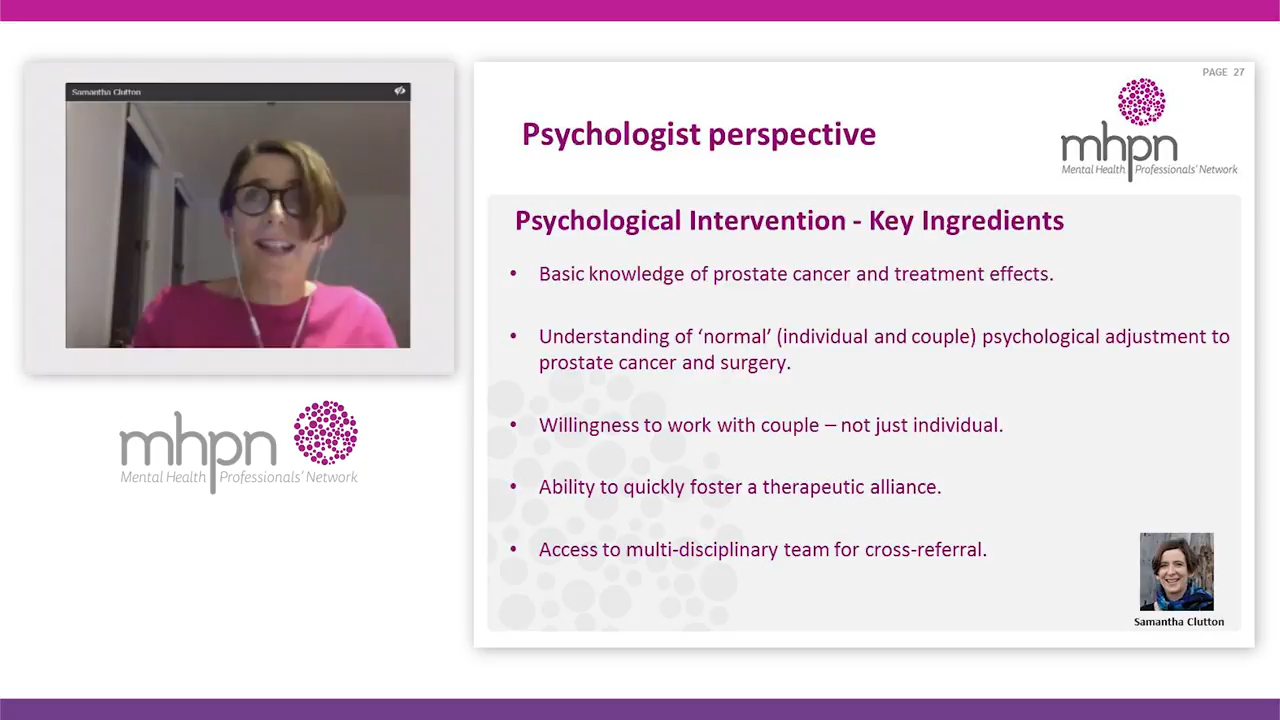 Samantha Clutton
mhpn
Mental Health Professionals' Network
PAGE 27
mhpn
Mental Health Professionals' Network
Psychologist perspective
Psychological Intervention - Key Ingredients
• Basic knowledge of prostate cancer and treatment effects.
• Understanding of ‘normal’ (individual and couple) psychological adjustment to
prostate cancer and surgery.
• Willingness to work with couple – not just individual.
• Ability to quickly foster a therapeutic alliance.
• Access to multi-disciplinary team for cross-referral.
Samantha Clutton